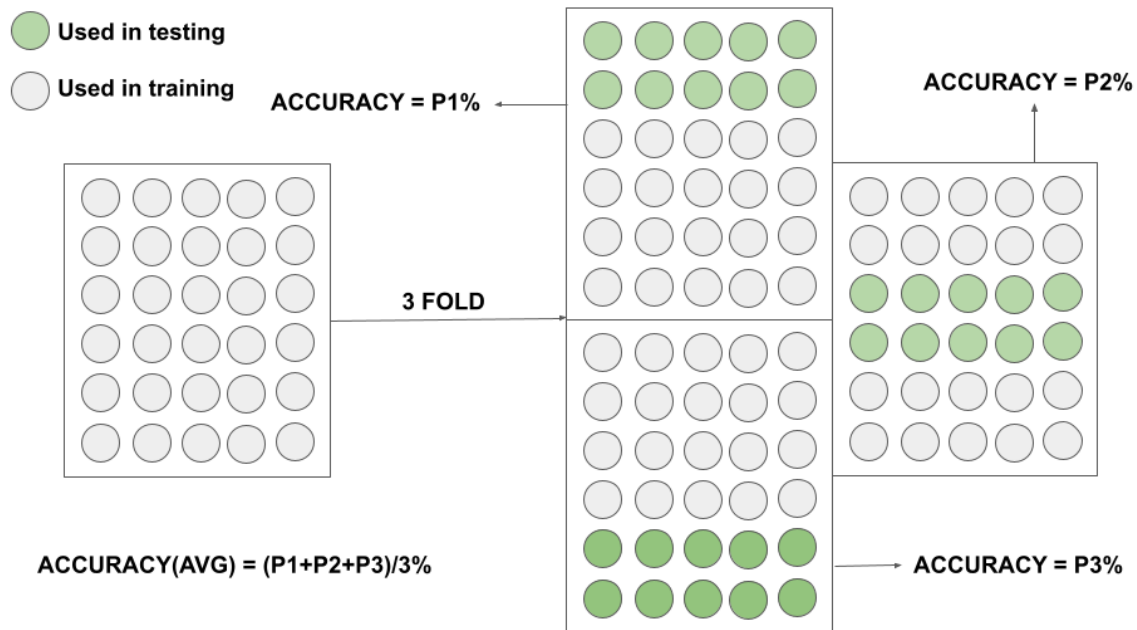 Used in testing
Used in training
ACCURACY = P1%
ACCURACY = P2%
3 FOLD
ACCURACY(AVG) = (P1+P2+P3)/3%
ACCURACY = P3%